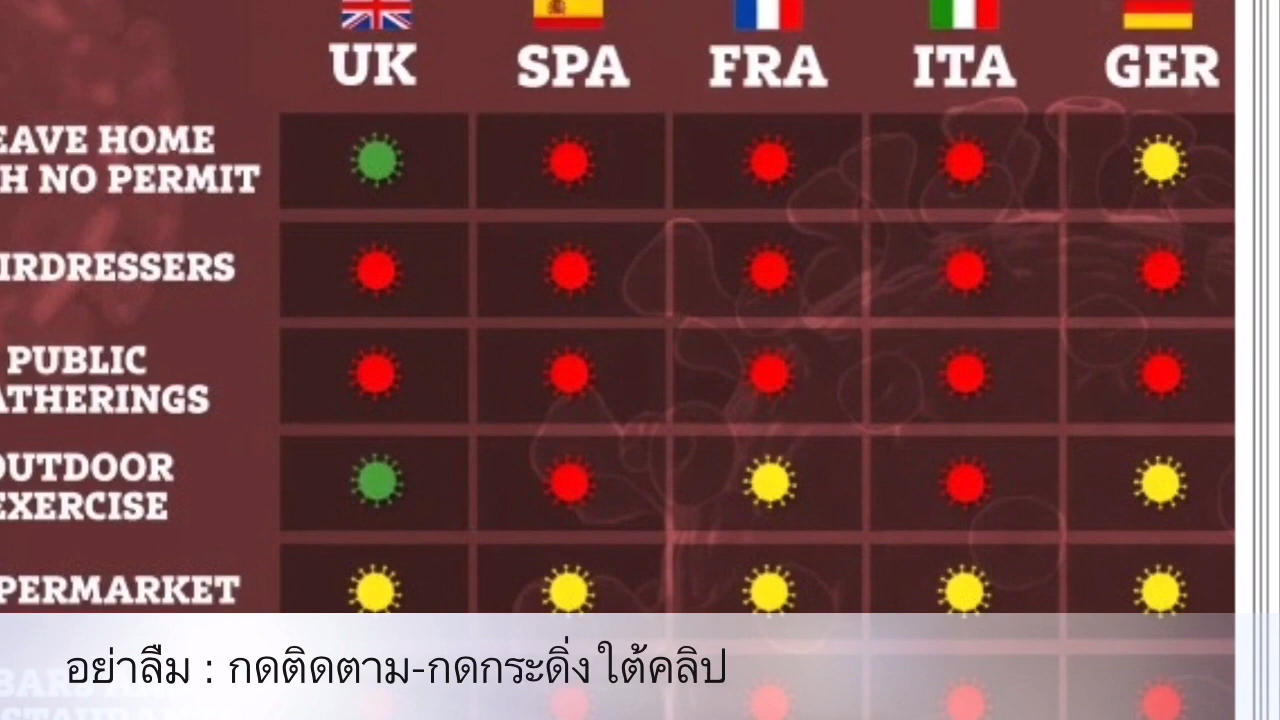 UK SPA FRA ITA GER
EAVE HOME
H NO PERMIT
IRDRESSERS
PUBLIC
ATHERINGS
OUTDOOR
EXERCISE
PERMARKET
อย่าลืม : กดติดตาม-กดกระดิ่งใต้คลิป
BARS